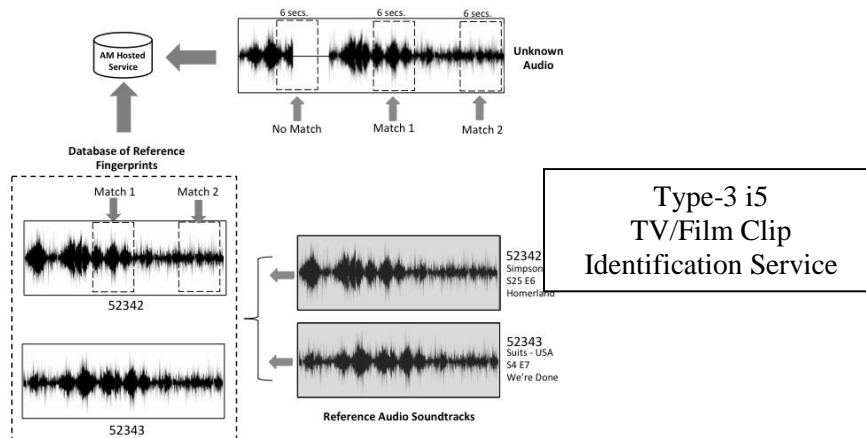 6 secs.
6 secs.
6 secs.
AM Hosted
Service
Unknown
Audio
No Match
Match 1
Match 2
Database of Reference
Fingerprints
Match 1
Match 2
52342
52343
52342
Simpson
S25 E6
Homerland
52343
Suits - USA
S4 E7
We're Done
Reference Audio Soundtracks
Type-3 i5
TV/Film Clip
Identification Service